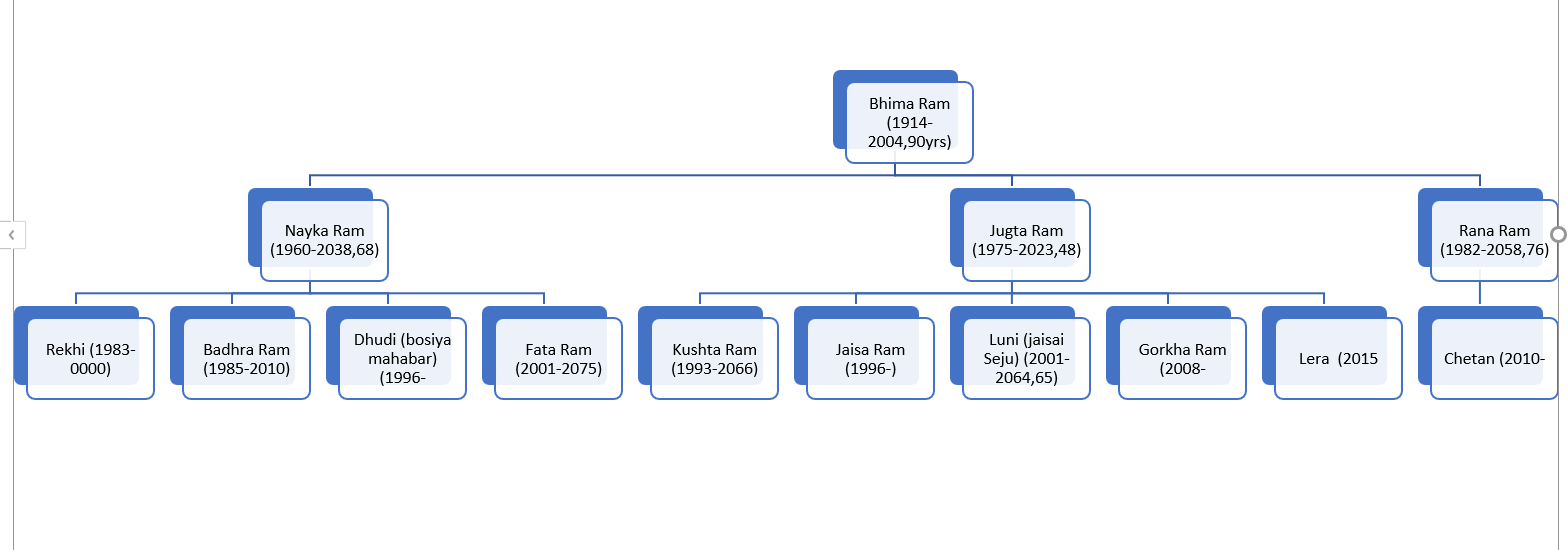 Bhima Ram
(1914-
2004,90yrs)
Nayka Ram
(1960-2038,68)
Jugta Ram
(1975-2023,48)
Rana Ram
(1982-2058,76)
Rekhi (1983-
0000)
Badhra Ram
(1985-2010)
Dhudi (bosiya
mahabar)
(1996-
Fata Ram
(2001-2075)
Kushta Ram
(1993-2066)
Jaisa Ram
(1996-)
Luni (jaisai
Seju) (2001-
2064,65)
Gorkha Ram
(2008-
Lera  (2015
Chetan (2010-